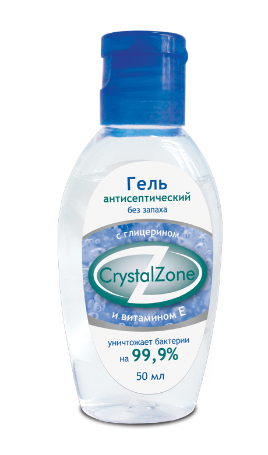 Гель
антисептический
без запаха
с глицерином
CrystalZone
и витамином Е
уничтожает бактерии
на 99,9%
50 мл